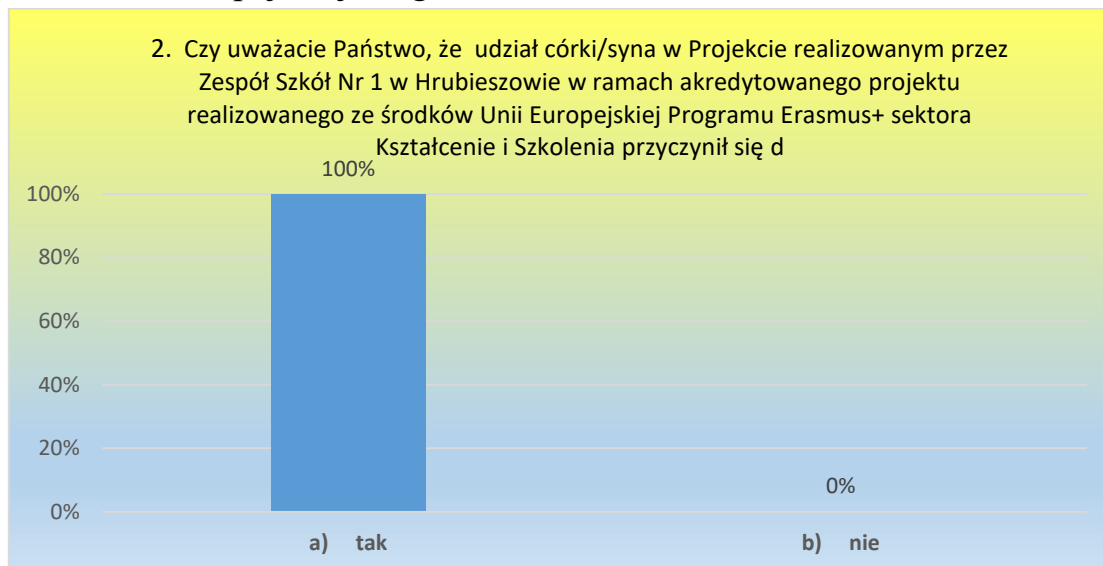 2. Czy uważacie Państwo, że udział córki/syna w Projekcie realizowanym przez
Zespół Szkół Nr 1 w Hrubieszowie w ramach akredytowanego projektu
realizowanego ze środków Unii Europejskiej Programu Erasmus+ sektora
Kształcenie i Szkolenia przyczynił się d
100%
100%
80%
60%
40%
20%
0%
0%
a) tak
b) nie